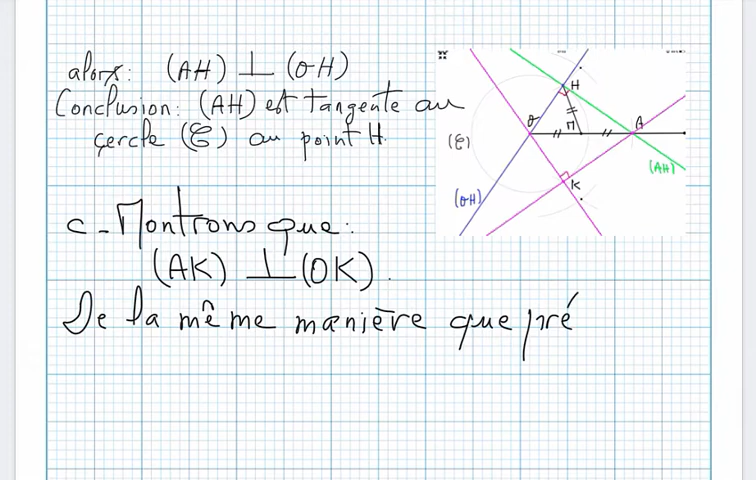 alors: (AH) ⊥ (OH)
Conclusion: (AH) est tangente au
cercle (C) au point H.
c - Montrons que:
(AK) ⊥ (OK).
De la même manière que pré
H
O
M
A
(C)
K
(AH)
(OH)